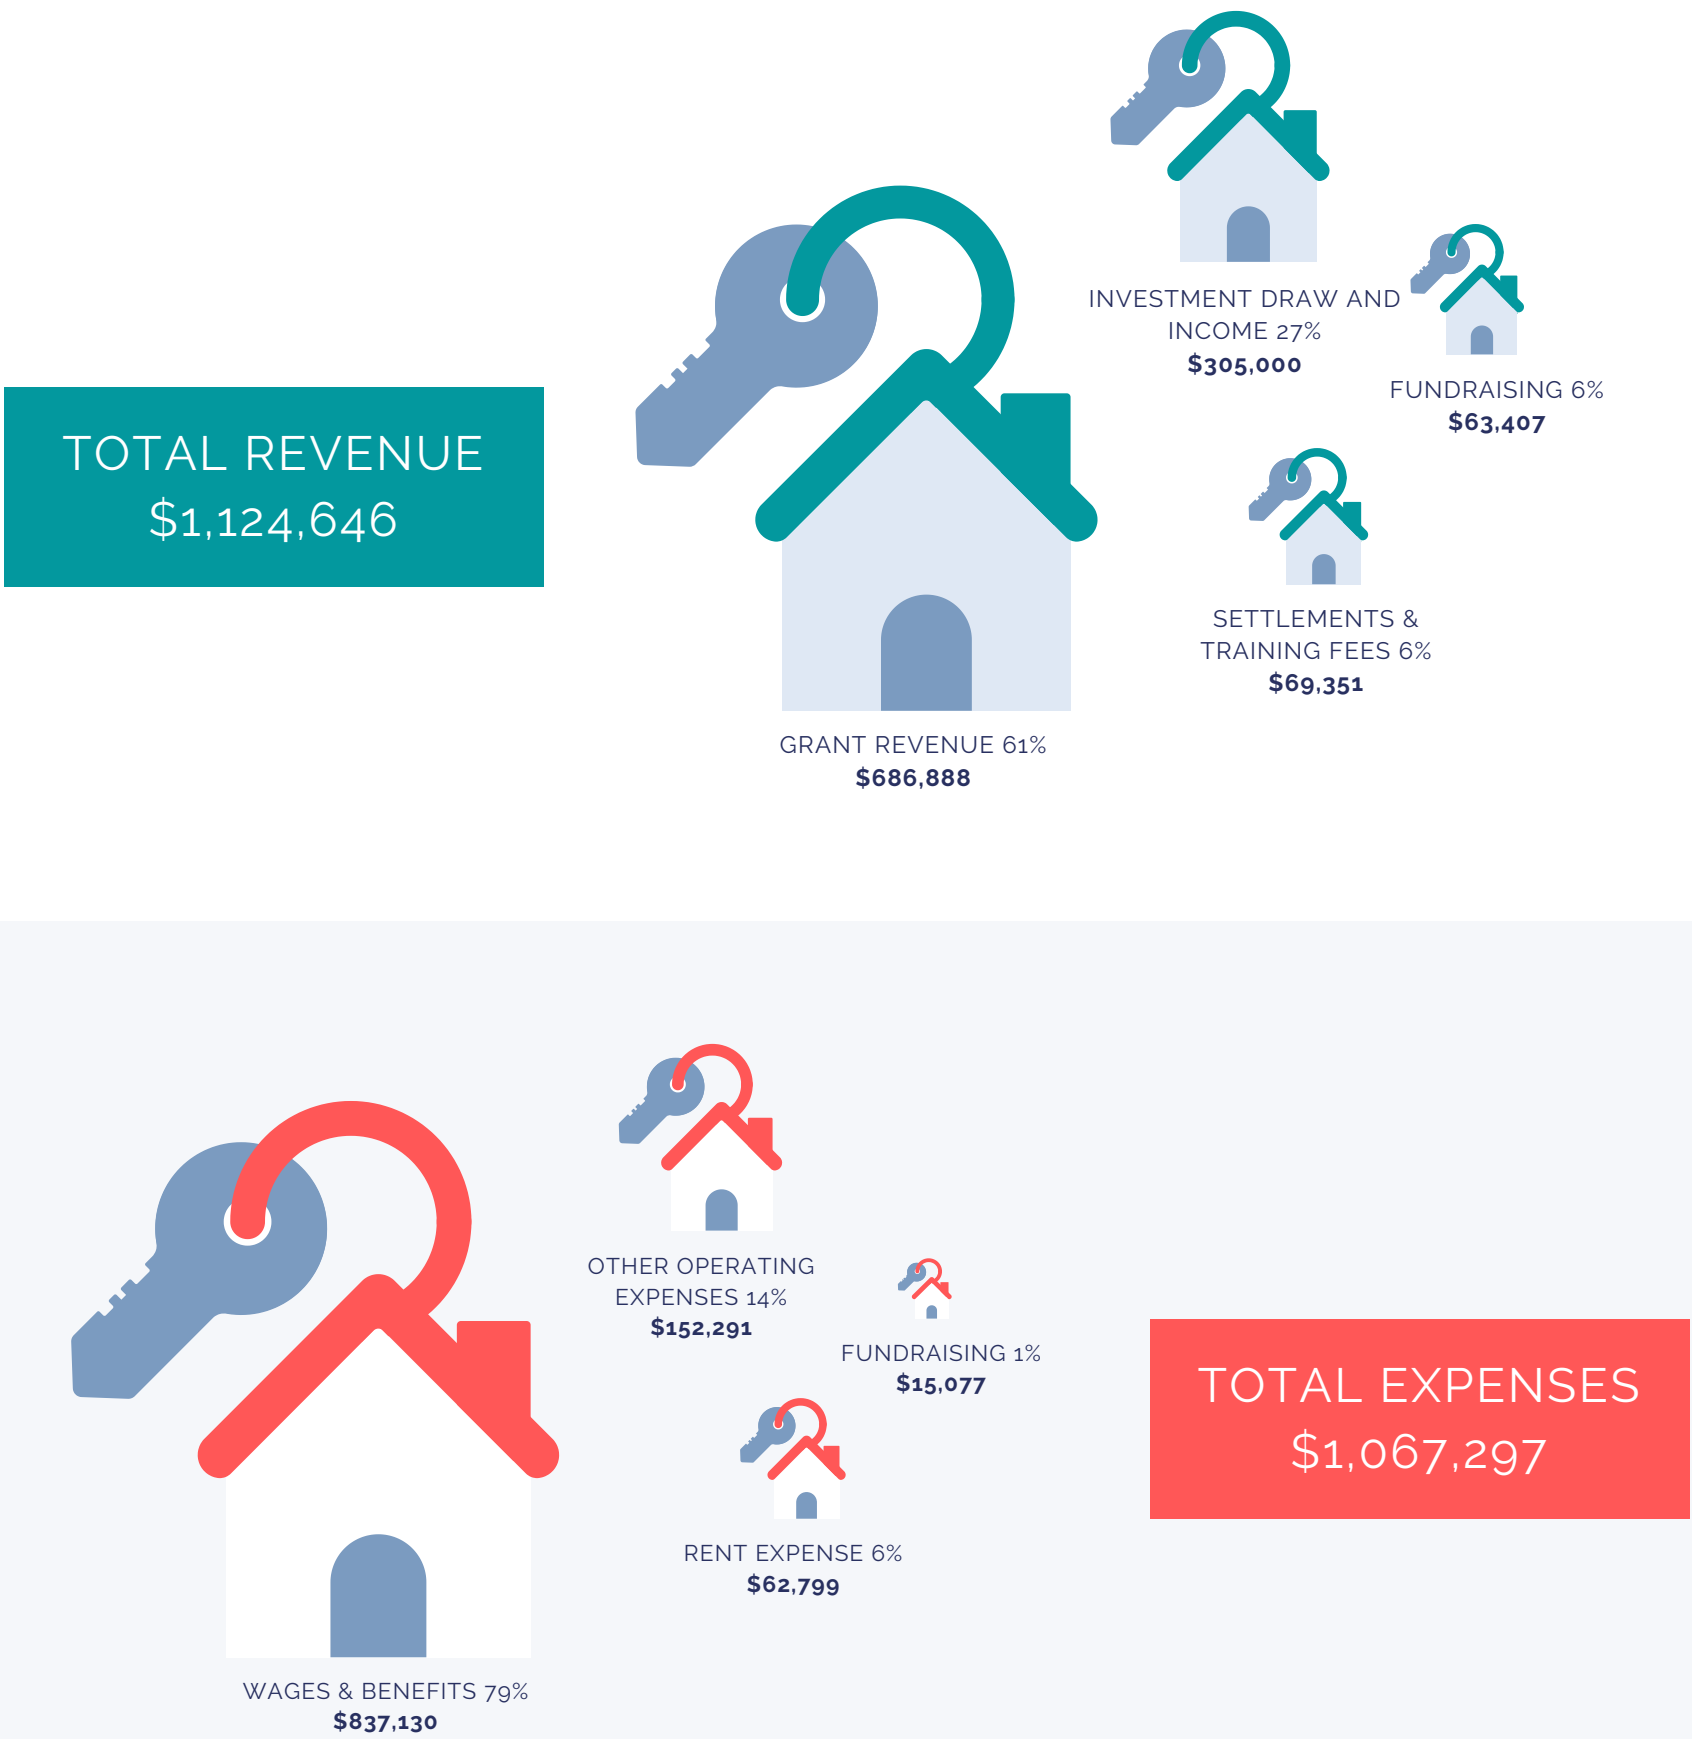 TOTAL REVENUE
$1,124,646
INVESTMENT DRAW AND
INCOME 27%
$305,000
FUNDRAISING 6%
$63,407
SETTLEMENTS &
TRAINING FEES 6%
$69,351
GRANT REVENUE 61%
$686,888
OTHER OPERATING
EXPENSES 14%
$152,291
FUNDRAISING 1%
$15,077
RENT EXPENSE 6%
$62,799
WAGES & BENEFITS 79%
$837,130
TOTAL EXPENSES
$1,067,297